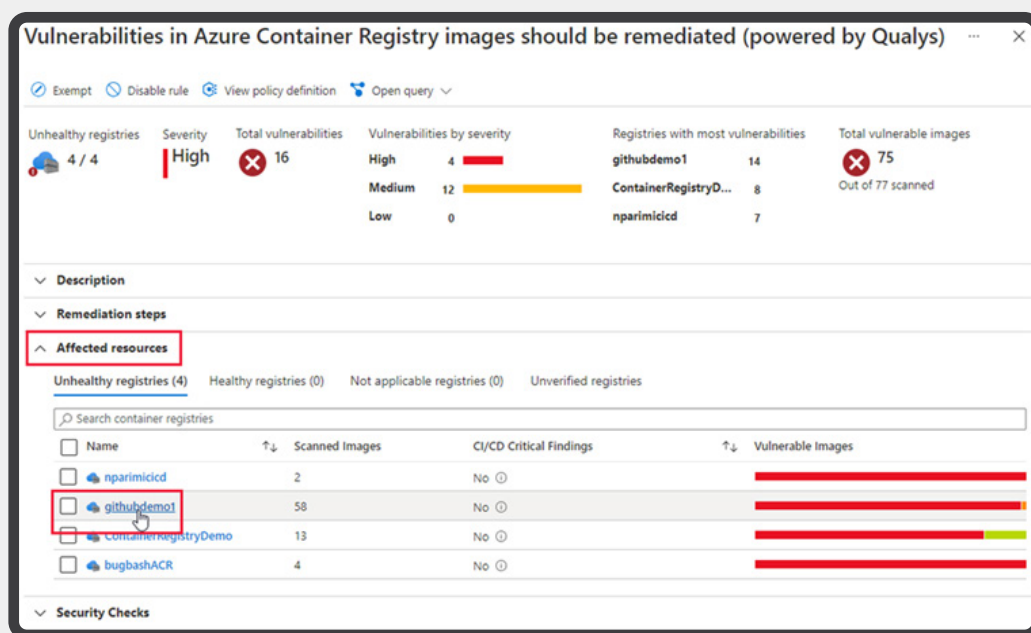 Vulnerabilities in Azure Container Registry images should be remediated (powered by Qualys) ... ×
Exempt Disable rule View policy definition Open query
Unhealthy registries Severity Total vulnerabilities Vulnerabilities by severity Registries with most vulnerabilities Total vulnerable images
4 / 4 High 16 High 4 githubdemo1 14 75
Medium 12 ContainerRegistryD... 8 Out of 77 scanned
Low 0 nparimicicd 7
Description
Remediation steps
Affected resources
Unhealthy registries (4) Healthy registries (0) Not applicable registries (0) Unverified registries
Search container registries
Name Scanned Images CI/CD Critical Findings Vulnerable Images
nparimicicd 2 No
githubdemo1 58 No
ContainerRegistryDemo 13 No
bugbashACR 4 No
Security Checks